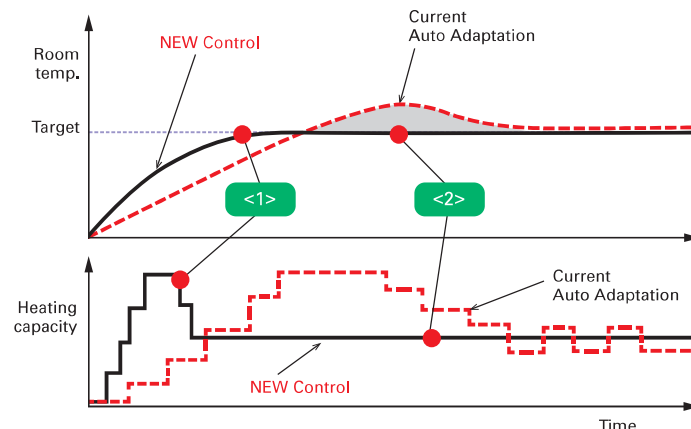 Current
Auto Adaptation
NEW Control
Room
temp.
Target
<1>
<2>
Heating
capacity
Current
Auto Adaptation
NEW Control
Time